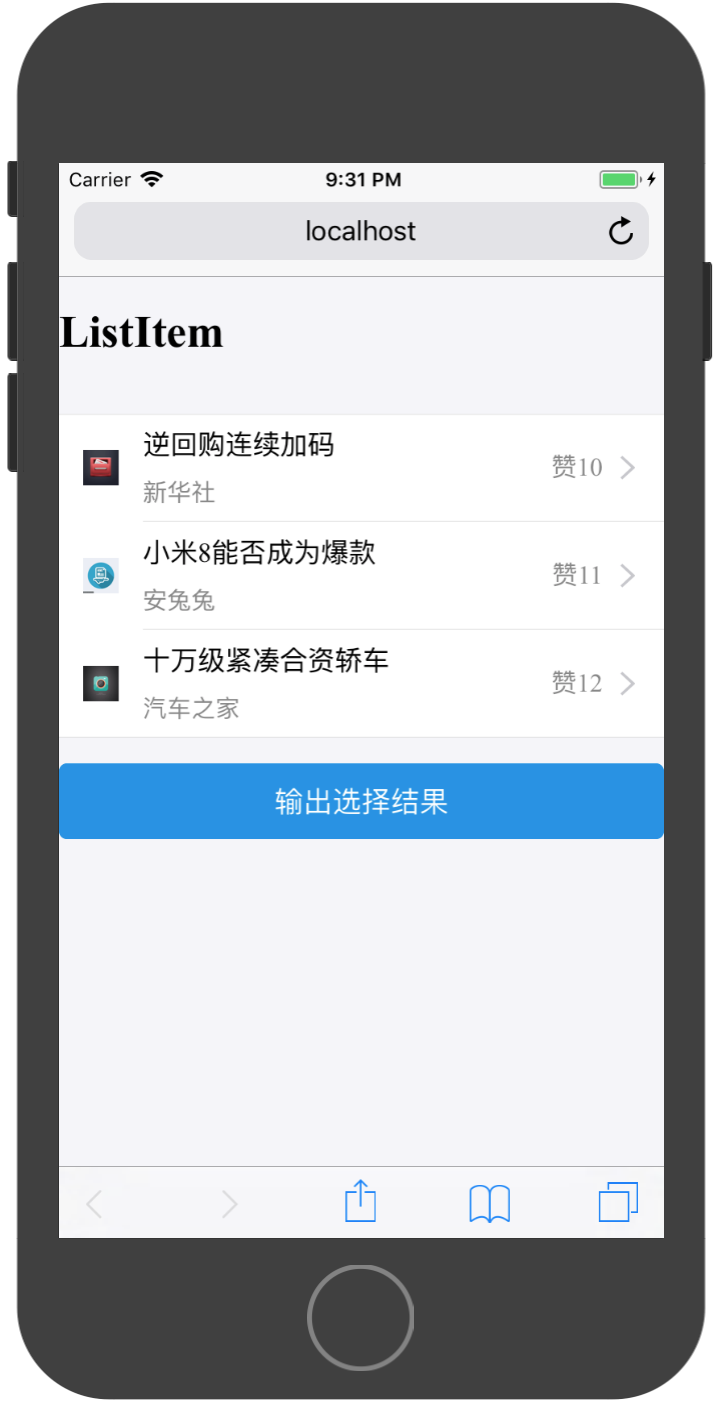 Carrier 9:31 PM
localhost
ListItem
逆回购连续加码
新华社
赞10
小米8能否成为爆款
安兔兔
赞11
十万级紧凑合资轿车
汽车之家
赞12
输出选择结果